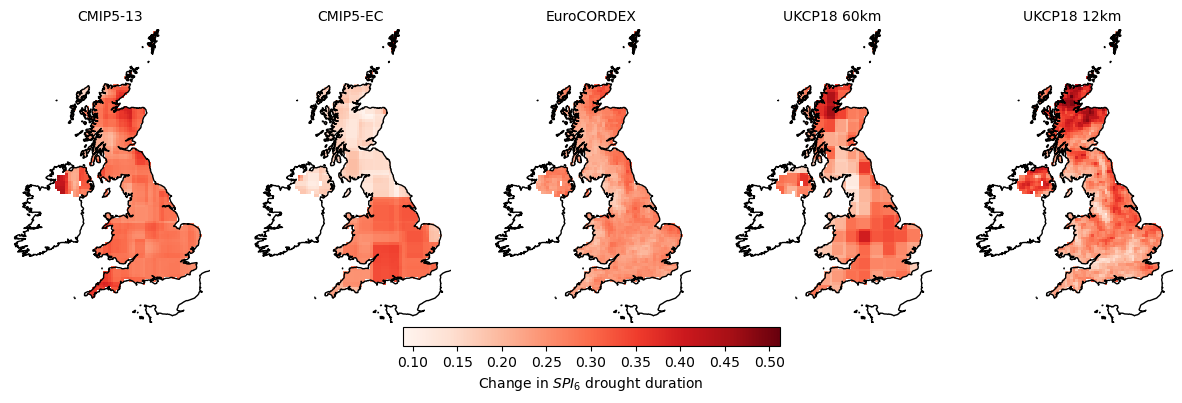 CMIP5-13 CMIP5-EC EuroCORDEX UKCP18 60km UKCP18 12km
0.10 0.15 0.20 0.25 0.30 0.35 0.40 0.45 0.50
Change in SPI₆ drought duration